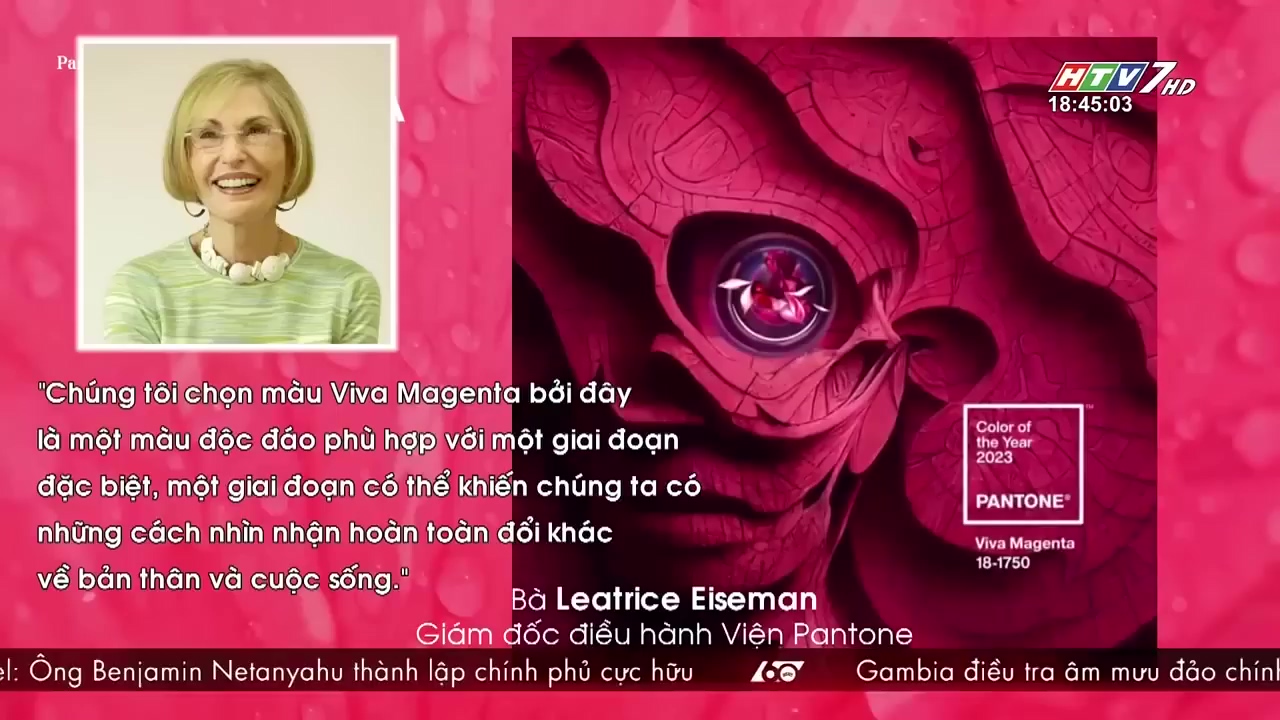 Pa
HTV7 HD
18:45:03
"Chúng tôi chọn màu Viva Magenta bởi đây
là một màu độc đáo phù hợp với một giai đoạn
đặc biệt, một giai đoạn có thể khiến chúng ta có
những cách nhìn nhận hoàn toàn đổi khác
về bản thân và cuộc sống."
Color of
the Year
2023
PANTONE®
™
Viva Magenta
18-1750
Bà Leatrice Eiseman
Giám đốc điều hành Viện Pantone
el: Ông Benjamin Netanyahu thành lập chính phủ cực hữu 60 Gambia điều tra âm mưu đảo chính